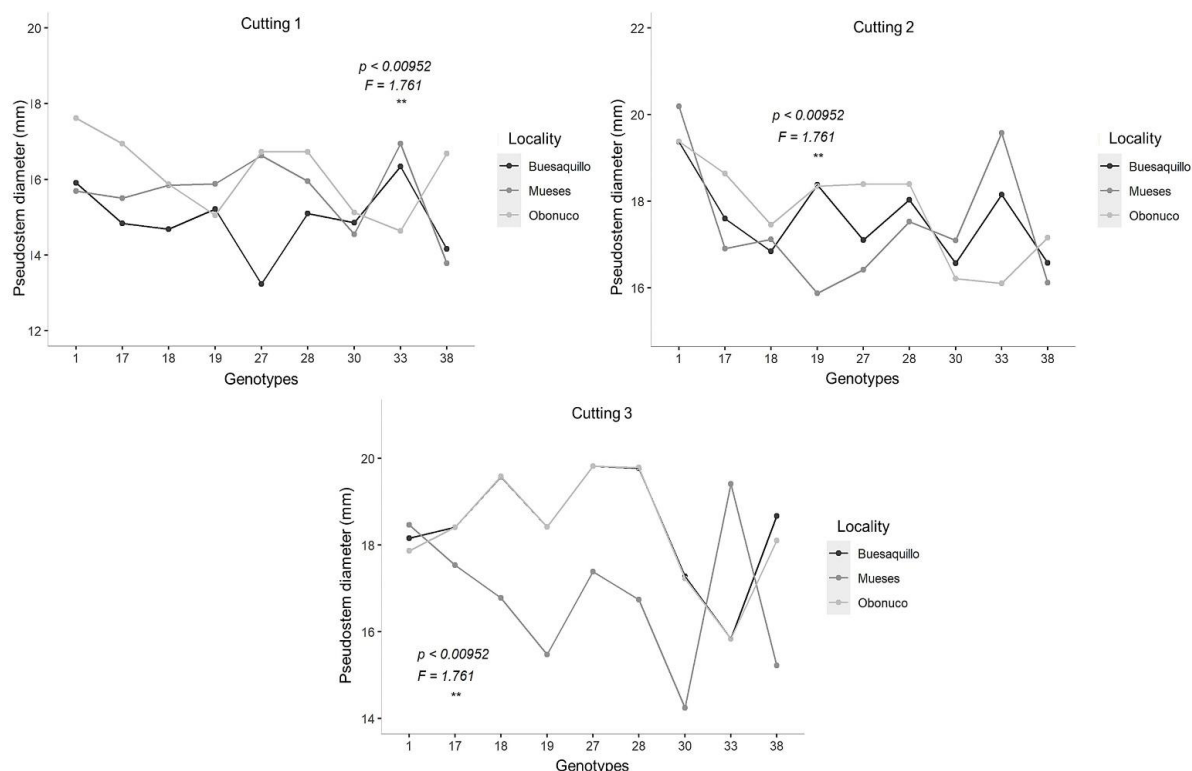 Cutting 1
20
18
16
14
12
Pseudostem diameter (mm)
p < 0.00952
F = 1.761
**
1 17 18 19 27 28 30 33 38
Genotypes
Locality
Buesaquillo
Mueses
Obonuco
Cutting 2
22
20
18
16
Pseudostem diameter (mm)
p < 0.00952
F = 1.761
**
1 17 18 19 27 28 30 33 38
Genotypes
Locality
Buesaquillo
Mueses
Obonuco
Cutting 3
20
18
16
14
Pseudostem diameter (mm)
p < 0.00952
F = 1.761
**
1 17 18 19 27 28 30 33 38
Genotypes
Locality
Buesaquillo
Mueses
Obonuco